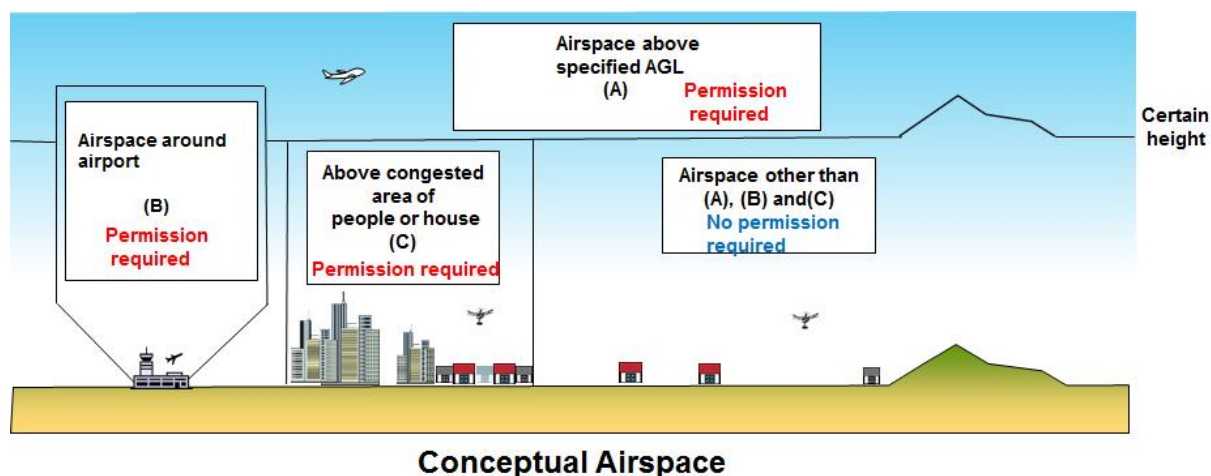 Airspace above
specified AGL
(A) Permission
required
Certain
height
Airspace around
airport
(B)
Permission
required
Above congested
area of
people or house
(C)
Permission required
Airspace other than
(A), (B) and(C)
No permission
required
Conceptual Airspace